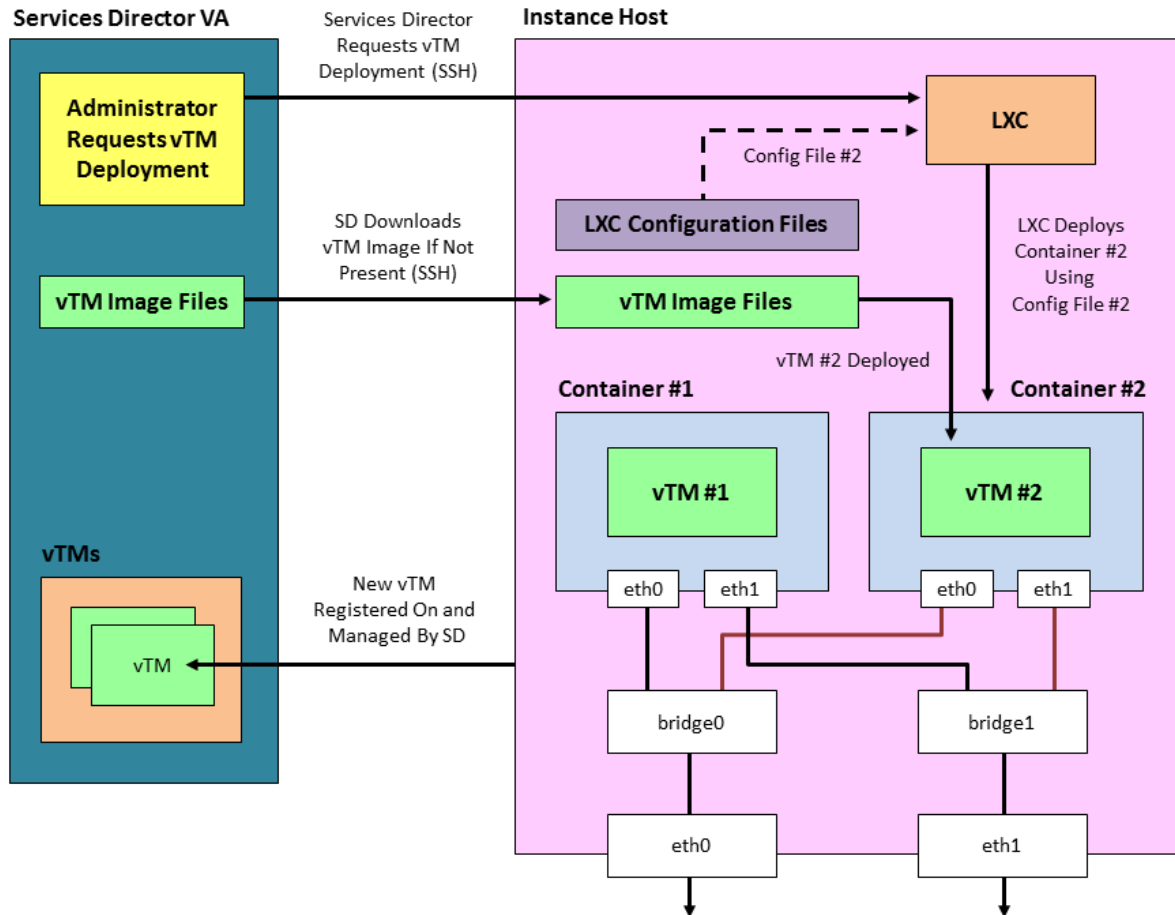 Services Director VA
Services Director
Requests vTM
Deployment (SSH)
Instance Host
Administrator
Requests vTM
Deployment
LXC
Config File #2
SD Downloads
vTM Image If Not
Present (SSH)
LXC Configuration Files
LXC Deploys
Container #2
Using
Config File #2
vTM Image Files
vTM Image Files
vTM #2 Deployed
Container #1
Container #2
vTM #1
vTM #2
vTMs
vTM
New vTM
Registered On and
Managed By SD
eth0
eth1
eth0
eth1
bridge0
bridge1
eth0
eth1